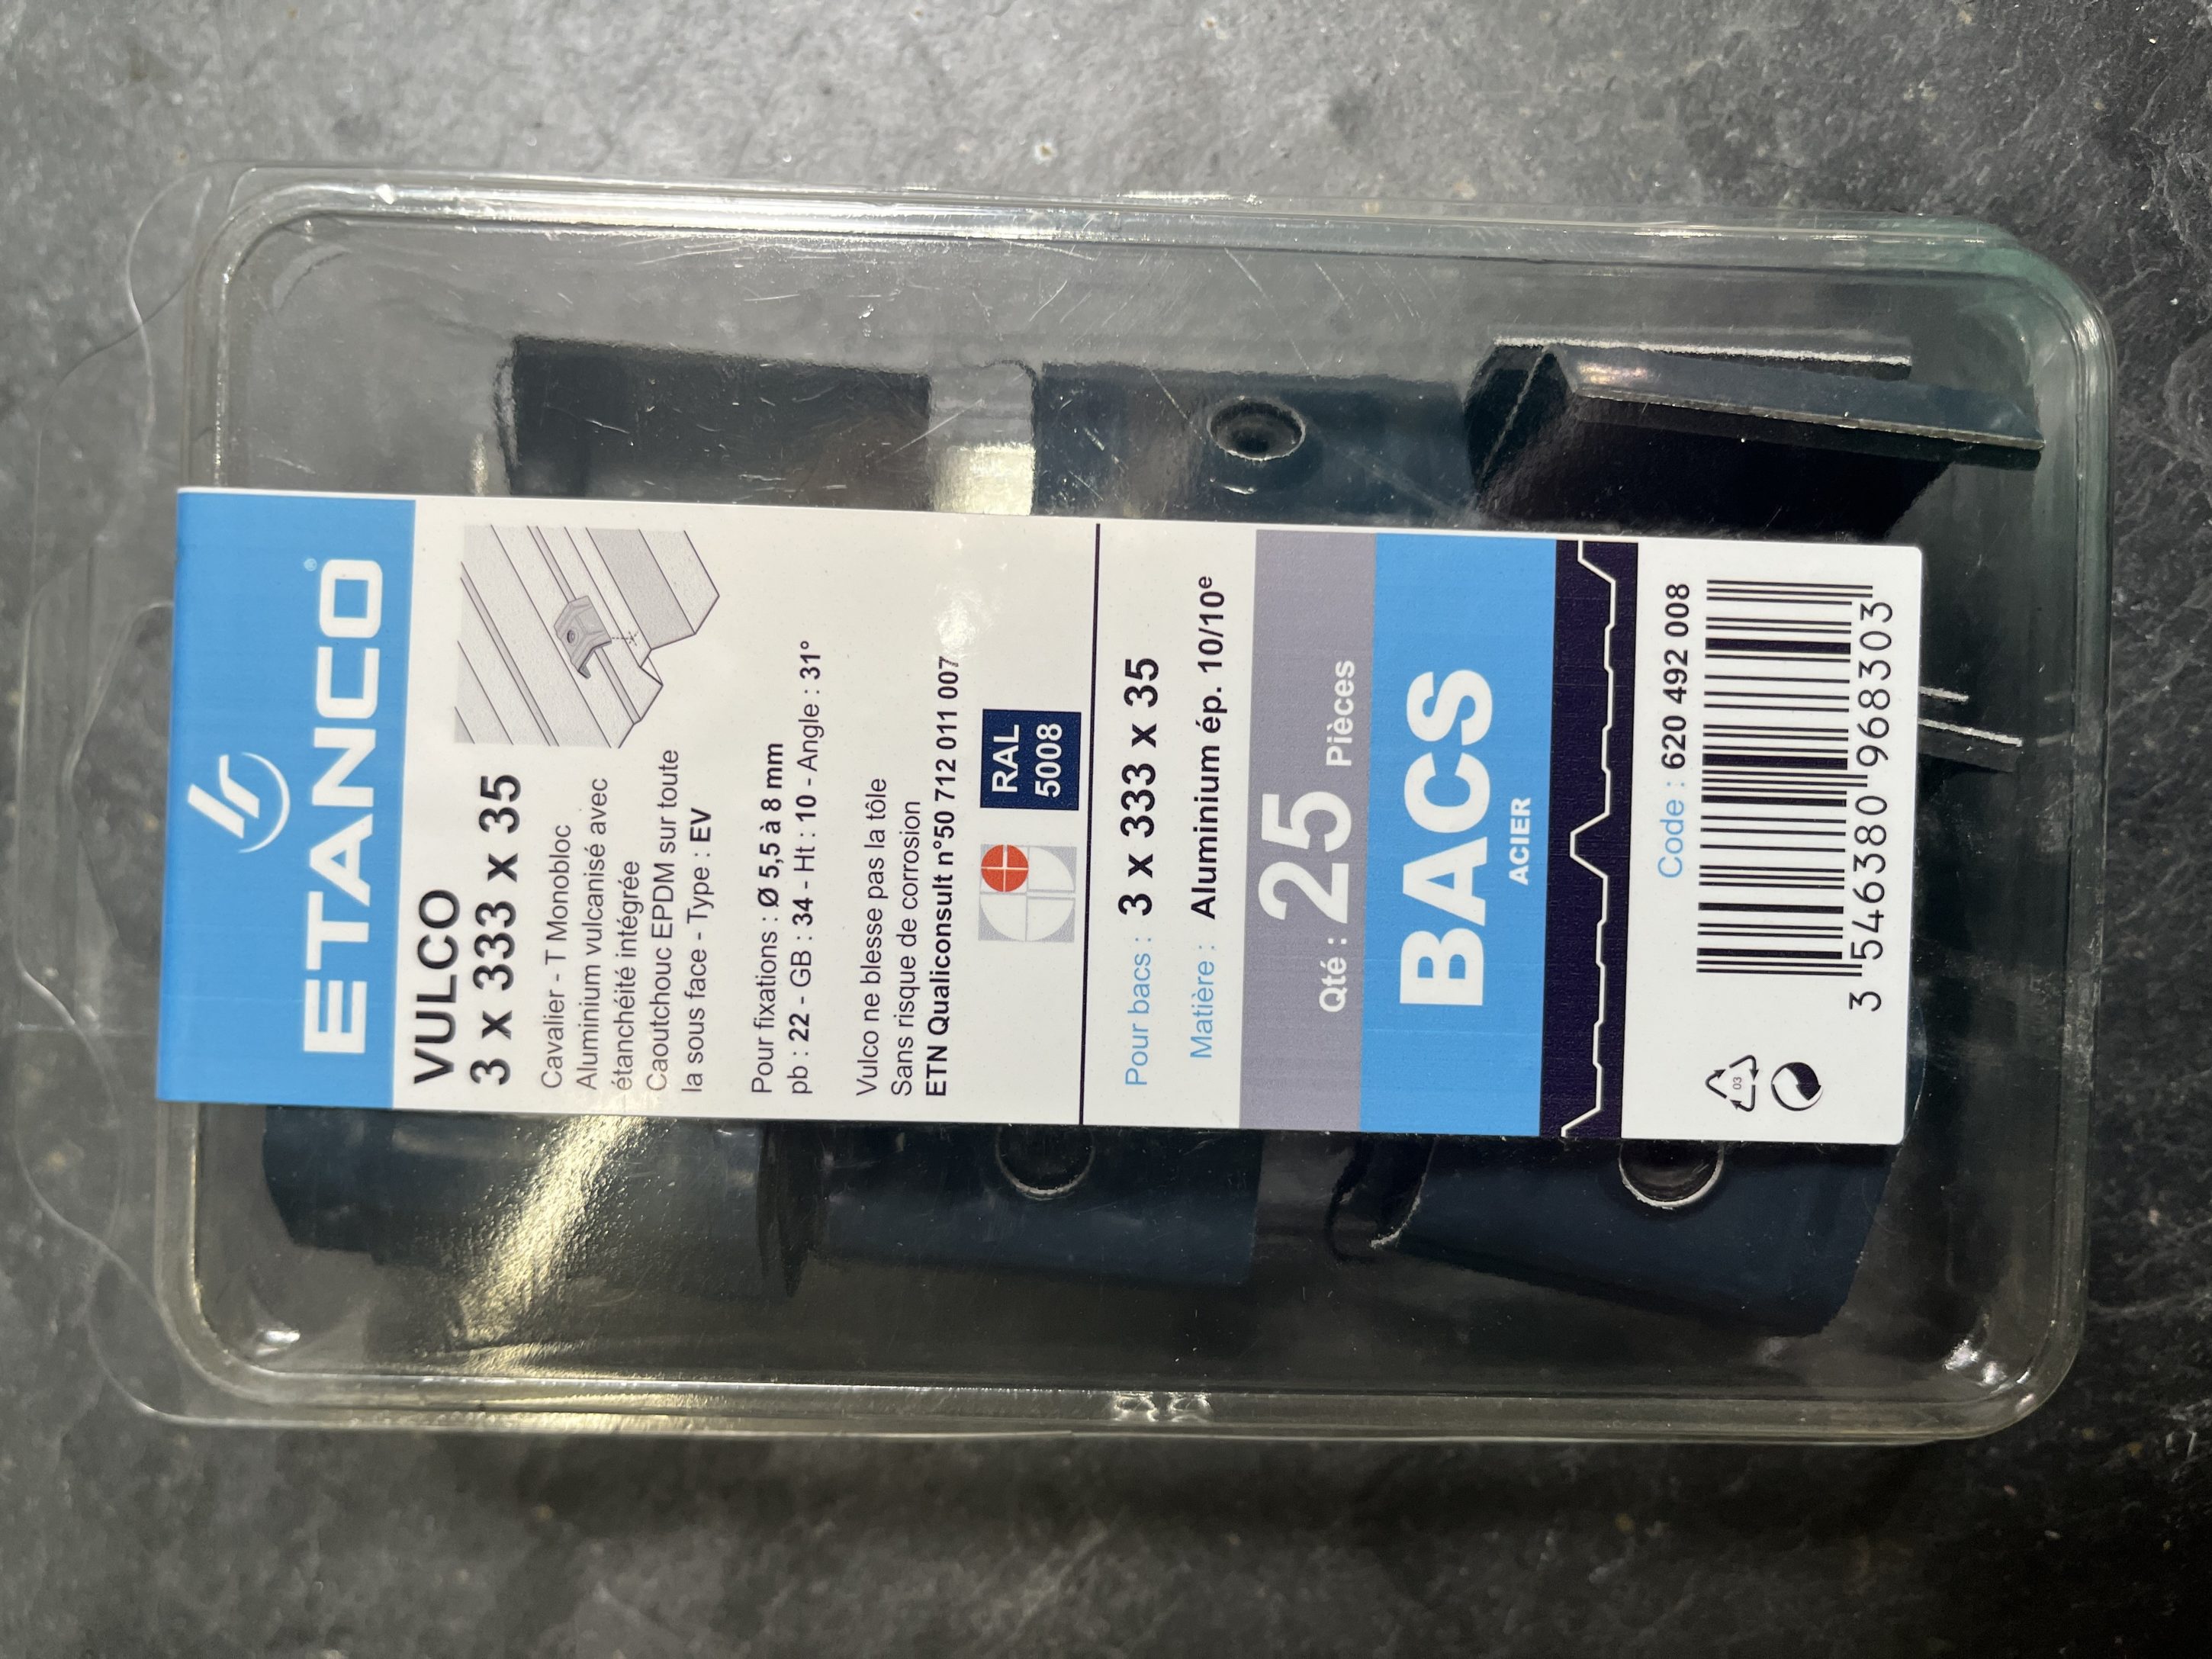 ETANCO®
VULCO
3 x 333 x 35
Cavalier - T Monobloc
Aluminium vulcanisé avec
étanchéité intégrée
Caoutchouc EPDM sur toute
la sous face - Type : EV
Pour fixations : Ø 5,5 à 8 mm
pb : 22 - GB : 34 - Ht : 10 - Angle : 31°
Vulco ne blesse pas la tôle
Sans risque de corrosion
ETN Qualiconsult n°50 712 011 007
RAL
5008
Pour bacs : 3 x 333 x 35
Matière : Aluminium ép. 10/10e
Qté : 25 Pièces
BACS
ACIER
Code : 620 492 008
03
3 546380 968303